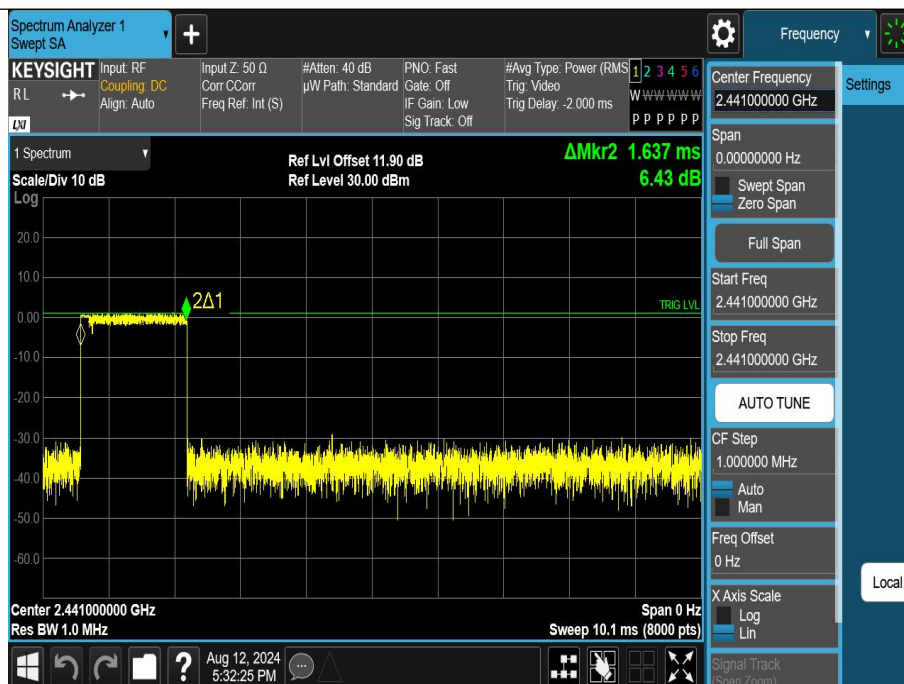 Spectrum Analyzer 1
Swept SA
+
Frequency
KEYSIGHT
RL
LXI
Input: RF
Coupling: DC
Align: Auto
Input Z: 50 Ω
Corr CCorr
Freq Ref: Int (S)
#Atten: 40 dB
µW Path: Standard
PNO: Fast
Gate: Off
IF Gain: Low
Sig Track: Off
#Avg Type: Power (RMS
Trig: Video
Trig Delay: -2.000 ms
1 2 3 4 5 6
W W W W W W
P P P P P P
1 Spectrum
Scale/Div 10 dB
Log
Ref Lvl Offset 11.90 dB
Ref Level 30.00 dBm
ΔMkr2 1.637 ms
6.43 dB
20.0
10.0
0.00
-10.0
-20.0
-30.0
-40.0
-50.0
-60.0
2Δ1
TRIG LVL
Center 2.441000000 GHz
Res BW 1.0 MHz
Span 0 Hz
Sweep 10.1 ms (8000 pts)
?
Aug 12, 2024
5:32:25 PM
Center Frequency
2.441000000 GHz
Span
0.00000000 Hz
Swept Span
Zero Span
Full Span
Start Freq
2.441000000 GHz
Stop Freq
2.441000000 GHz
AUTO TUNE
CF Step
1.000000 MHz
Auto
Man
Freq Offset
0 Hz
X Axis Scale
Log
Lin
Signal Track
(Span Zoom)
Settings
Local